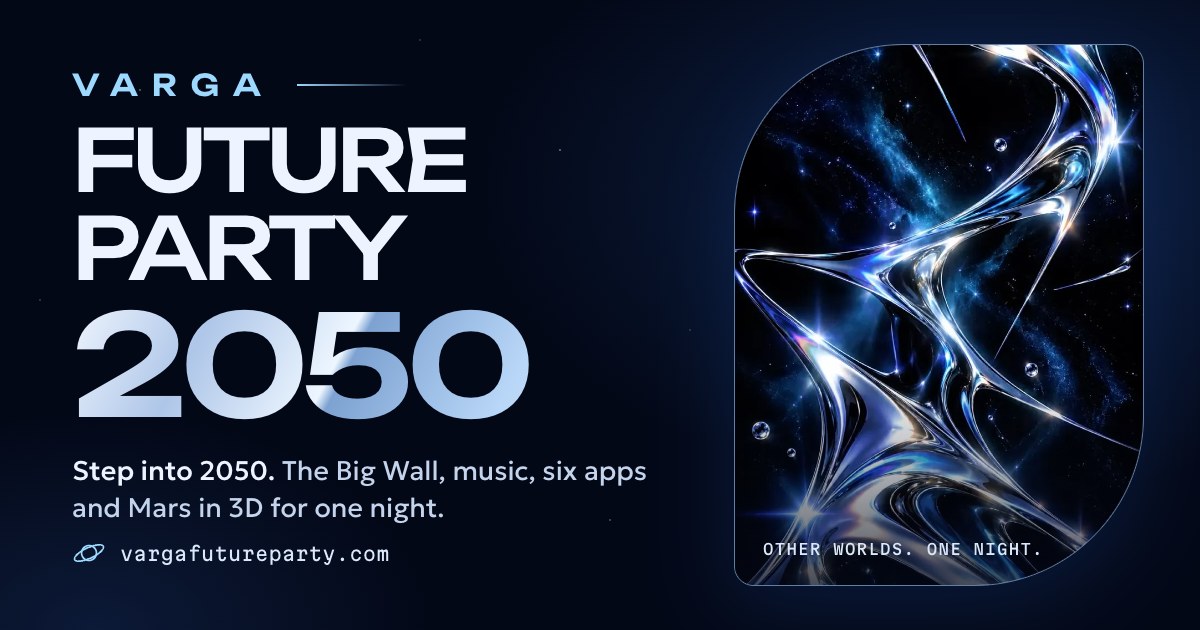 VARGA
FUTURE
PARTY
2050
Step into 2050. The Big Wall, music, six apps
and Mars in 3D for one night.
vargafutureparty.com
OTHER WORLDS. ONE NIGHT.